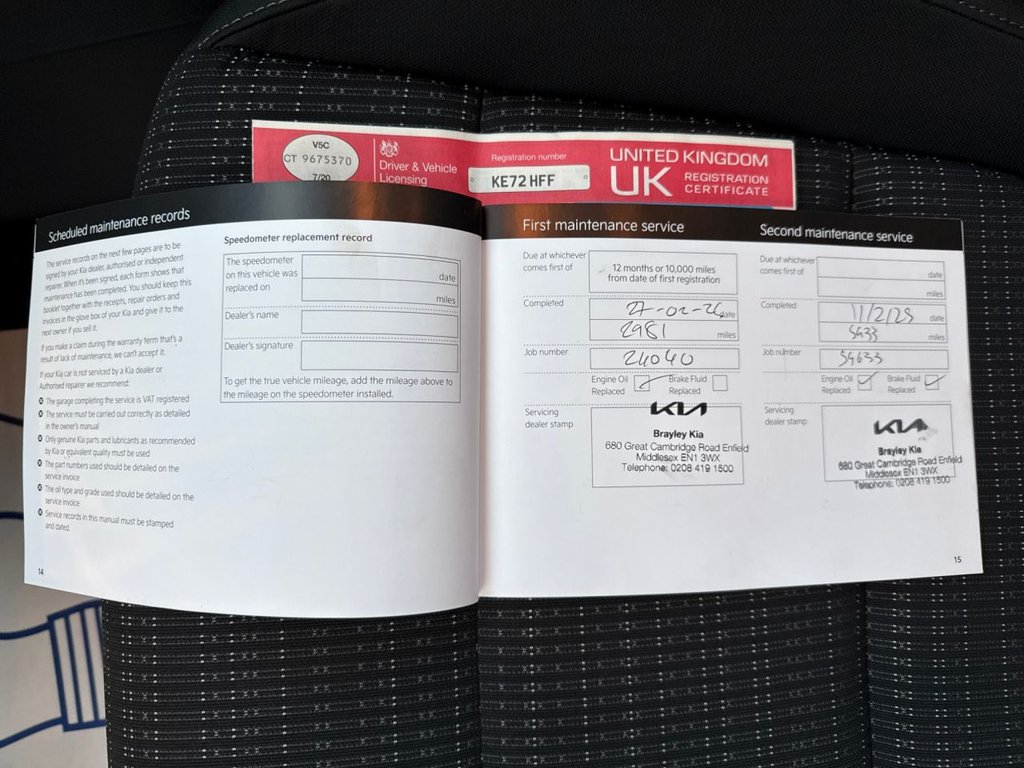 V5C
CT 9675370
7/20
Driver & Vehicle
Licensing
Registration number
KE72 HFF
UNITED KINGDOM
UK
REGISTRATION
CERTIFICATE
Scheduled maintenance records
The service records on the next few pages are to be
signed by your Kia dealer, authorised or independent
repairer. When it's been signed, each form shows that
maintenance has been completed. You should keep this
booklet together with the receipts, repair orders and
invoices in the glove box of your Kia and give it to the
next owner if you sell it.
If you make a claim during the warranty term that's a
result of lack of maintenance, we can't accept it.
If your Kia car is not serviced by a Kia dealer or
Authorised repairer we recommend:
The garage completing the service is VAT registered
The service must be carried out correctly as detailed
in the owner's manual
Only genuine Kia parts and lubricants as recommended
by Kia or equivalent quality must be used
The part numbers used should be detailed on the
service invoice
The oil type and grade used should be detailed on the
service invoice
Service records in this manual must be stamped
and dated.
14
Speedometer replacement record
The speedometer
on this vehicle was
replaced on
date
miles
Dealer's name
Dealer's signature
To get the true vehicle mileage, add the mileage above to
the mileage on the speedometer installed.
First maintenance service
Due at whichever
comes first of
12 months or 10,000 miles
from date of first registration
Completed
27-02-24 date
2981 miles
Job number
24040
Engine Oil
Replaced
Brake Fluid
Replaced
Servicing
dealer stamp
KIA
Brayley Kia
680 Great Cambridge Road Enfield
Middlesex EN1 3WX
Telephone: 0208 419 1500
Second maintenance service
Due at whichever
comes first of
date
miles
Completed
11/2/25 date
5933 miles
Job number
59633
Engine Oil
Replaced
Brake Fluid
Replaced
Servicing
dealer stamp
KIA
Brayley Kia
680 Great Cambridge Road Enfield
Middlesex EN1 3WX
Telephone: 0208 419 1500
15